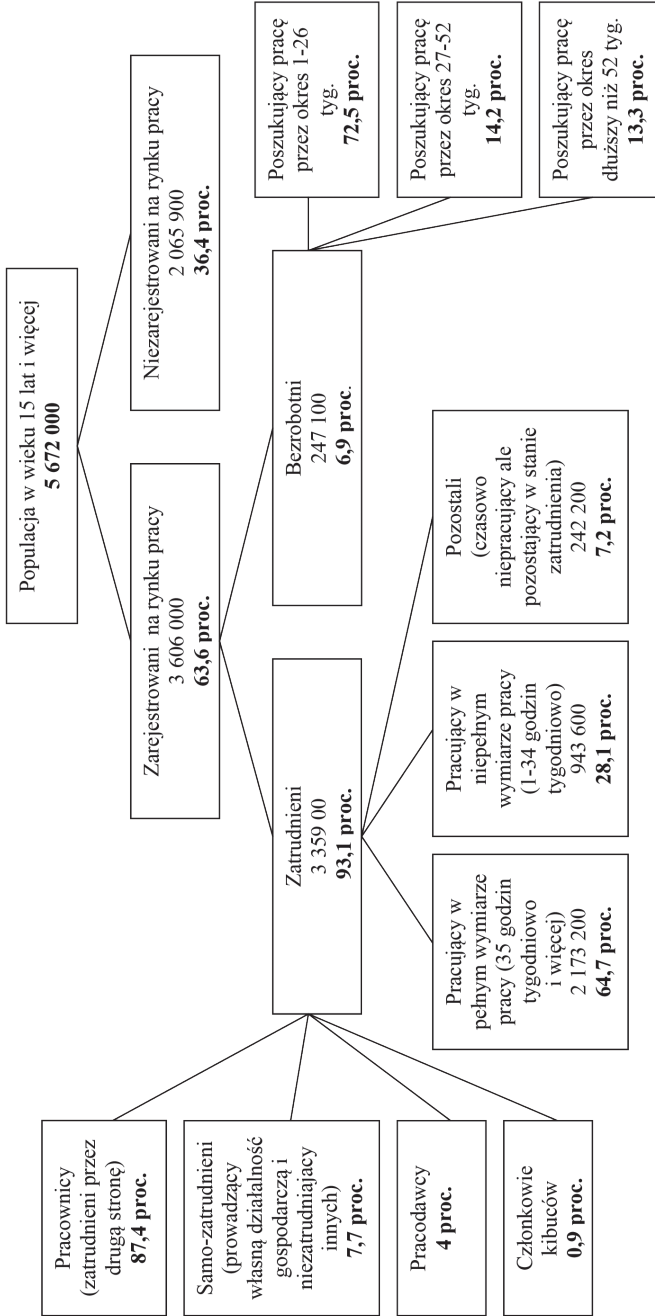 Populacja w wieku 15 lat i więcej
5 672 000
Zarejestrowani na rynku pracy
3 606 000
63,6 proc.
Niezarejestrowani na rynku pracy
2 065 900
36,4 proc.
Zatrudnieni
3 359 00
93,1 proc.
Bezrobotni
247 100
6,9 proc.
Pracownicy
(zatrudnieni przez
drugą stronę)
87,4 proc.
Samo-zatrudnieni
(prowadzący
własną działalność
gospodarczą i
niezatrudniajacy
innych)
7,7 proc.
Pracodawcy
4 proc.
Członkowie
kibuców
0,9 proc.
Pracujący w
pełnym wymiarze
pracy (35 godzin
tygodniowo
i więcej)
2 173 200
64,7 proc.
Pracujący w
niepełnym
wymiarze pracy
(1-34 godzin
tygodniowo)
943 600
28,1 proc.
Pozostali
(czasowo
niepracujący ale
pozostający w stanie
zatrudnienia)
242 200
7,2 proc.
Poszukujący pracę
przez okres 1-26
tyg.
72,5 proc.
Poszukujący pracę
przez okres 27-52
tyg.
14,2 proc.
Poszukujący pracę
przez okres
dłuższy niż 52 tyg.
13,3 proc.